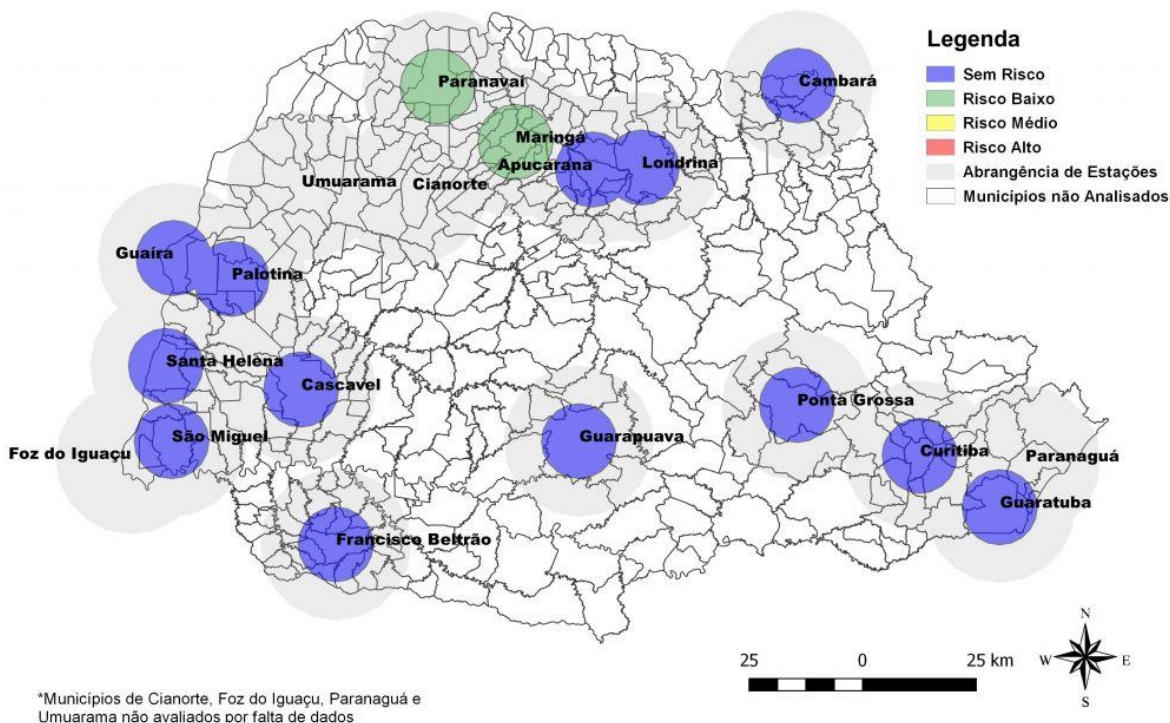 Legenda
Sem Risco
Risco Baixo
Risco Médio
Risco Alto
Abrangência de Estações
Municípios não Analisados
Paranavaí
Cambará
Maringá
Apucarana
Londrina
Umuarama
Cianorte
Guaíra
Palotina
Santa Helena
Cascavel
Ponta Grossa
São Miguel
Guarapuava
Foz do Iguaçu
Curitiba
Paranaguá
Guaratuba
Francisco Beltrão
N
W
E
S
25 0 25 km
*Municípios de Cianorte, Foz do Iguaçu, Paranaguá e
Umuarama não avaliados por falta de dados